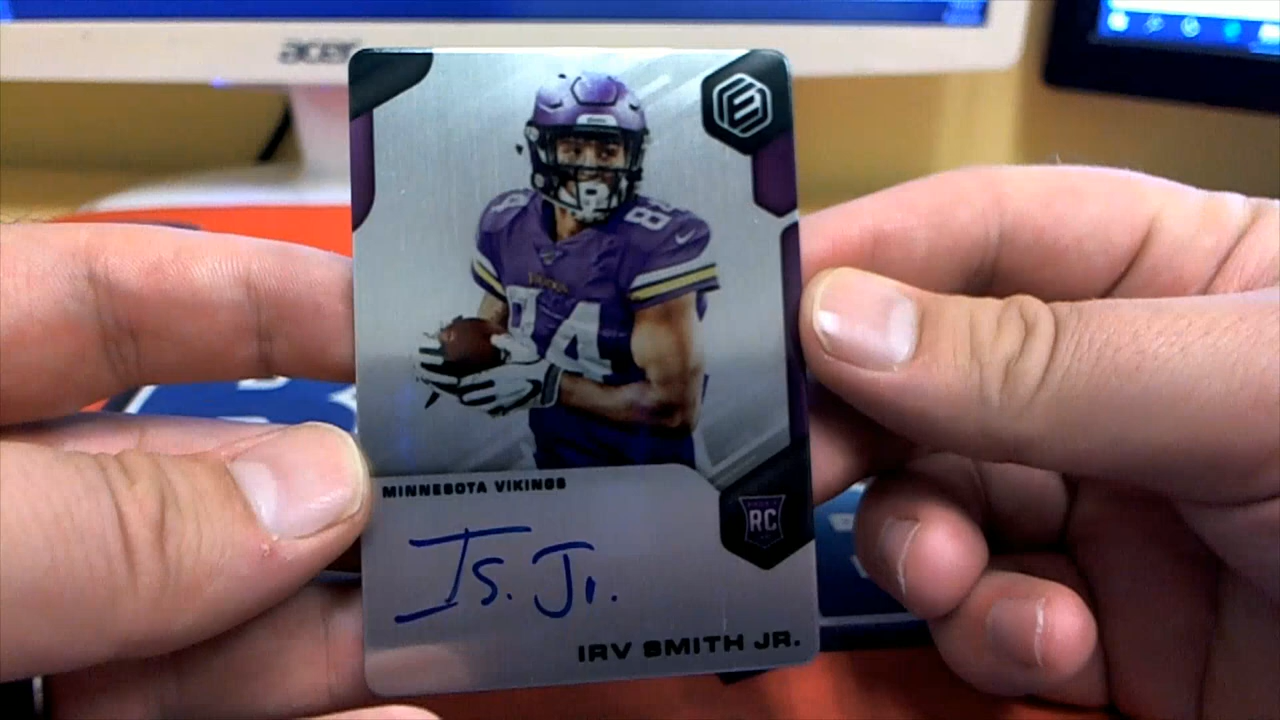 acer
84
84
MINNESOTA VIKINGS
RC
Is. Jr.
IRV SMITH JR.